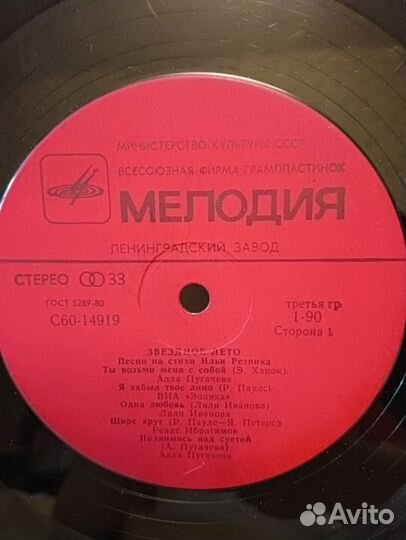 МИНИСТЕРСТВО КУЛЬТУРЫ СССР
ВСЕСОЮЗНАЯ ФИРМА ГРАМПЛАСТИНОК
МЕЛОДИЯ
ЛЕНИНГРАДСКИЙ ЗАВОД
СТЕРЕО 33
ГОСТ 5289-80
С60-14919
третья гр.
1-90
Сторона 1
ЗВЕЗДНОЕ ЛЕТО
Песни на стихи Ильи Резника
Ты возьми меня с собой (Э. Ханок)
Алла Пугачева
Я забыл твое лицо (Р. Паулс)
ВИА «Эолика»
Одна любовь (Лили Иванова)
Лили Иванова
Шире круг (Р. Паулс—Я. Петерс)
Ренат Ибрагимов
Поднимись над суетой
(А. Пугачева)
Алла Пугачева
Avito